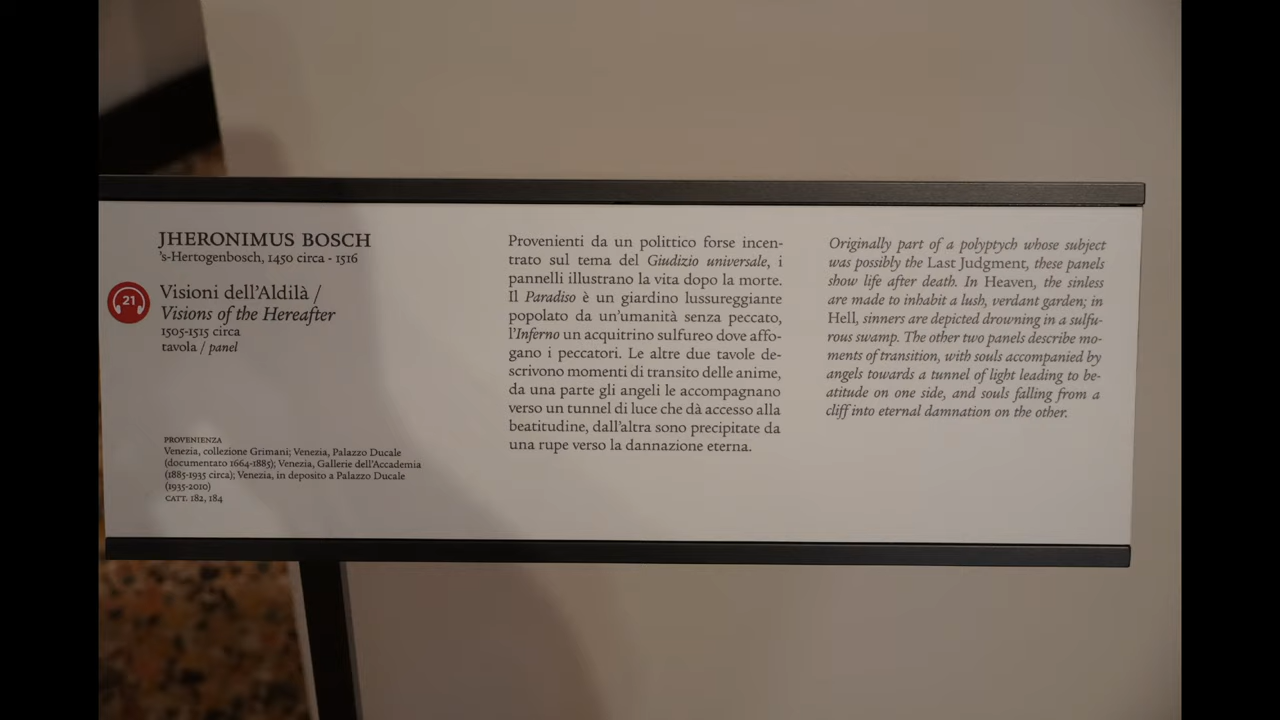 JHERONIMUS BOSCH
's-Hertogenbosch, 1450 circa - 1516
21
Visioni dell'Aldilà /
Visions of the Hereafter
1505-1515 circa
tavola / panel
PROVENIENZA
Venezia, collezione Grimani; Venezia, Palazzo Ducale
(documentato 1664-1885); Venezia, Gallerie dell'Accademia
(1885-1935 circa); Venezia, in deposito a Palazzo Ducale
(1935-2010)
CATT. 182, 184
Provenienti da un polittico forse incen-
trato sul tema del Giudizio universale, i
pannelli illustrano la vita dopo la morte.
Il Paradiso è un giardino lussureggiante
popolato da un'umanità senza peccato,
l'Inferno un acquitrino sulfureo dove affo-
gano i peccatori. Le altre due tavole de-
scrivono momenti di transito delle anime,
da una parte gli angeli le accompagnano
verso un tunnel di luce che dà accesso alla
beatitudine, dall'altra sono precipitate da
una rupe verso la dannazione eterna.
Originally part of a polyptych whose subject
was possibly the Last Judgment, these panels
show life after death. In Heaven, the sinless
are made to inhabit a lush, verdant garden; in
Hell, sinners are depicted drowning in a sulfu-
rous swamp. The other two panels describe mo-
ments of transition, with souls accompanied by
angels towards a tunnel of light leading to be-
atitude on one side, and souls falling from a
cliff into eternal damnation on the other.